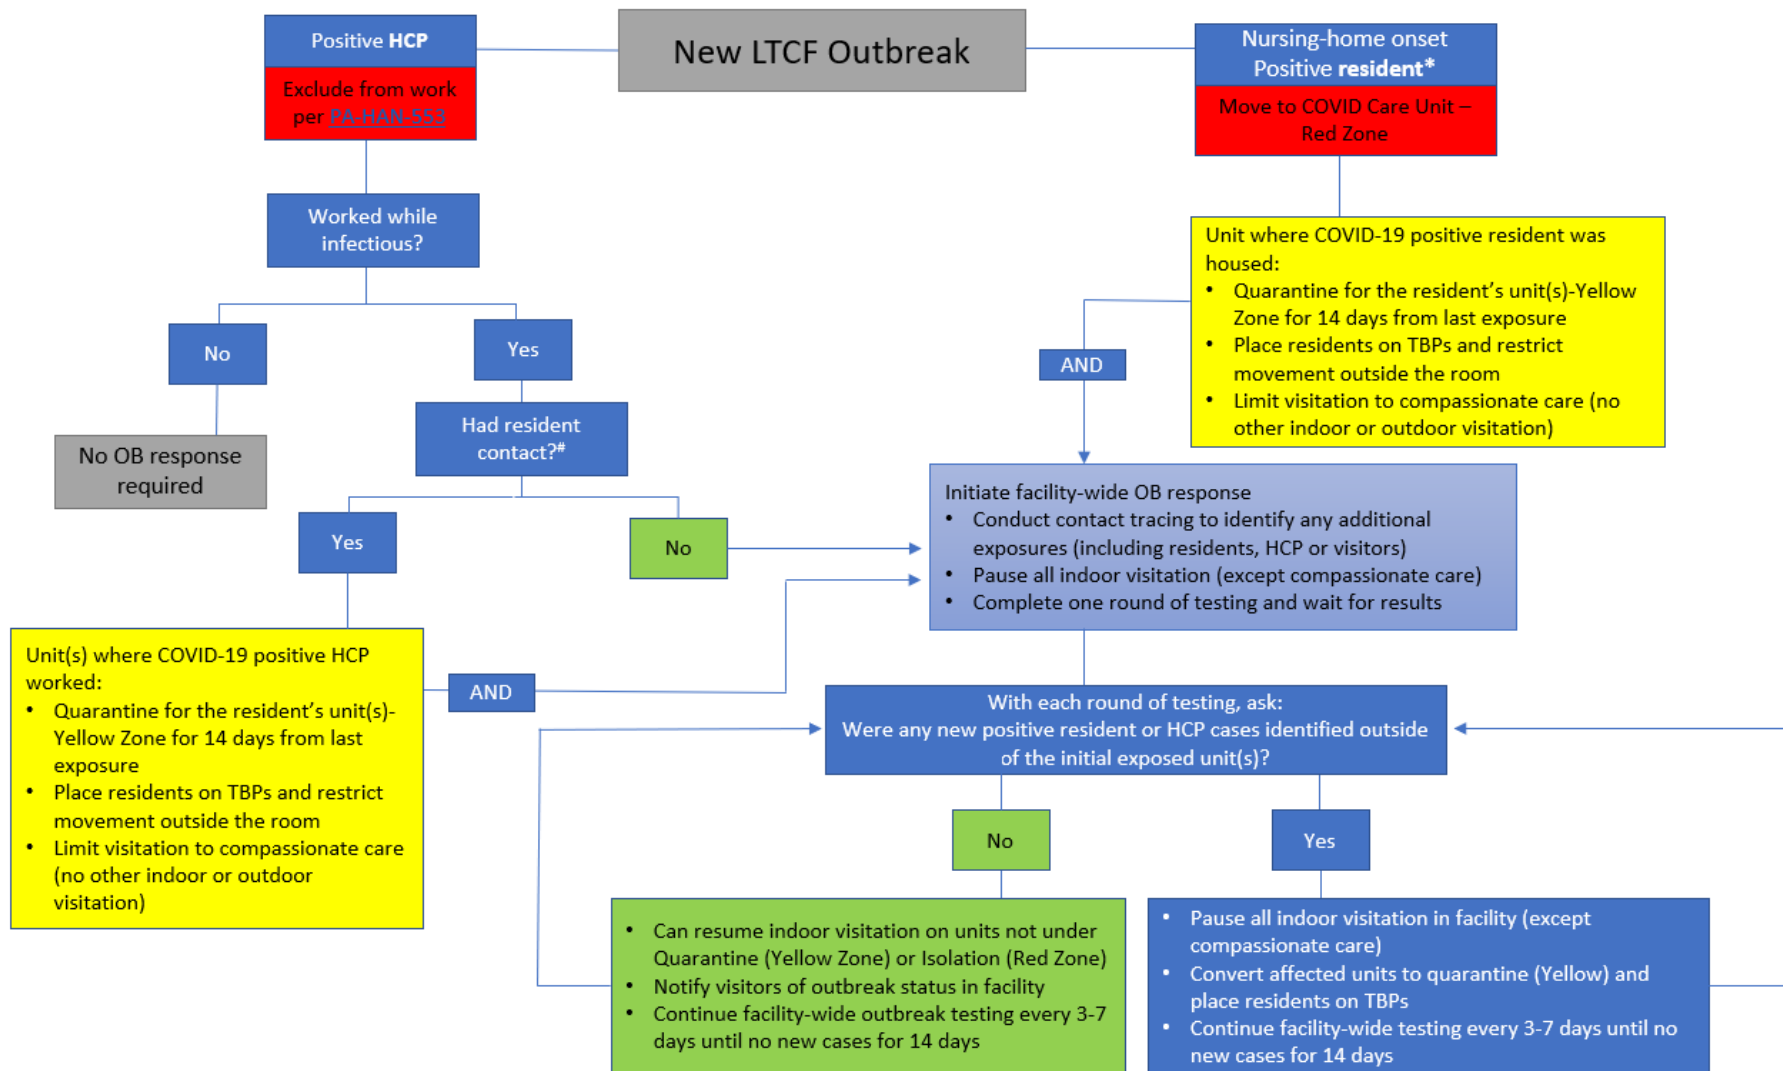 New LTCF Outbreak
Positive HCP
Exclude from work
per PA-HAN-553
Worked while
infectious?
No
Yes
No OB response
required
Had resident
contact?#
Yes
No
Unit(s) where COVID-19 positive HCP
worked:
• Quarantine for the resident's unit(s)-
Yellow Zone for 14 days from last
exposure
• Place residents on TBPs and restrict
movement outside the room
• Limit visitation to compassionate care
(no other indoor or outdoor
visitation)
AND
Nursing-home onset
Positive resident*
Move to COVID Care Unit –
Red Zone
Unit where COVID-19 positive resident was
housed:
• Quarantine for the resident's unit(s)-Yellow
Zone for 14 days from last exposure
• Place residents on TBPs and restrict
movement outside the room
• Limit visitation to compassionate care (no
other indoor or outdoor visitation)
AND
Initiate facility-wide OB response
• Conduct contact tracing to identify any additional
exposures (including residents, HCP or visitors)
• Pause all indoor visitation (except compassionate care)
• Complete one round of testing and wait for results
With each round of testing, ask:
Were any new positive resident or HCP cases identified outside
of the initial exposed unit(s)?
No
Yes
• Can resume indoor visitation on units not under
Quarantine (Yellow Zone) or Isolation (Red Zone)
• Notify visitors of outbreak status in facility
• Continue facility-wide outbreak testing every 3-7
days until no new cases for 14 days
• Pause all indoor visitation in facility (except
compassionate care)
• Convert affected units to quarantine (Yellow) and
place residents on TBPs
• Continue facility-wide testing every 3-7 days until no
new cases for 14 days